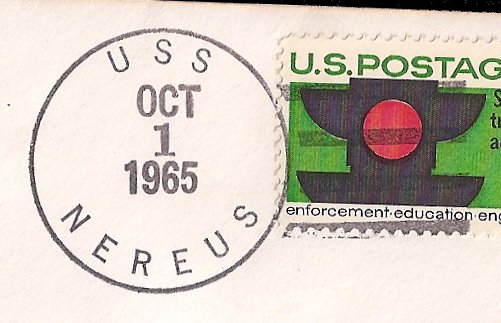 USS
OCT
1
1965
NEREUS
U.S. POSTAG
enforcement·education·eng